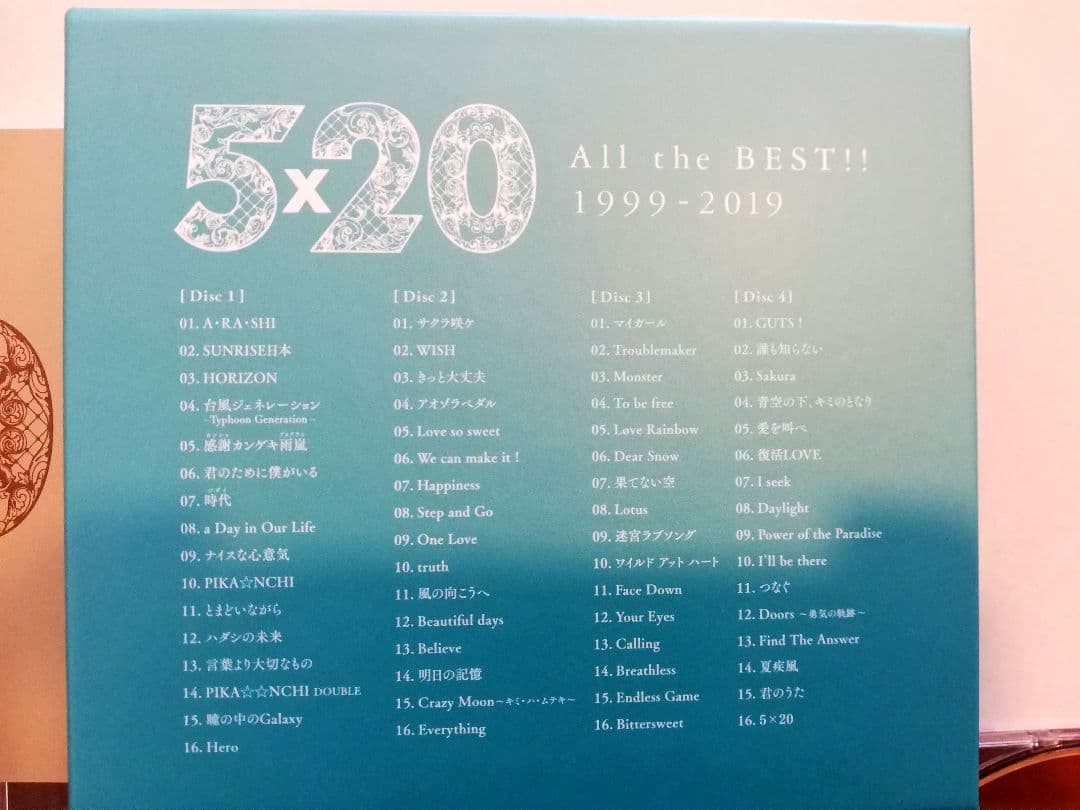 5×20
All the BEST!!
1999-2019
[Disc 1]
01. A・RA・SHI
02. SUNRISE日本
03. HORIZON
04. 台風ジェネレーション
-Typhoon Generation-
カンシャ アメアラシ
05. 感謝カンゲキ雨嵐
06. 君のために僕がいる
ジダイ
07. 時代
08. a Day in Our Life
09. ナイスな心意気
10. PIKA☆NCHI
11. とまどいながら
12. ハダシの未来
13. 言葉より大切なもの
14. PIKA☆☆NCHI DOUBLE
15. 瞳の中のGalaxy
16. Hero
[Disc 2]
01. サクラ咲ケ
02. WISH
03. きっと大丈夫
04. アオゾラペダル
05. Love so sweet
06. We can make it!
07. Happiness
08. Step and Go
09. One Love
10. truth
11. 風の向こうへ
12. Beautiful days
13. Believe
14. 明日の記憶
15. Crazy Moon〜キミ・ハ・ムテキ〜
16. Everything
[Disc 3]
01. マイガール
02. Troublemaker
03. Monster
04. To be free
05. Løve Rainbow
06. Dear Snow
07. 果てない空
08. Lotus
09. 迷宮ラブソング
10. ワイルド アット ハート
11. Face Down
12. Your Eyes
13. Calling
14. Breathless
15. Endless Game
16. Bittersweet
[Disc 4]
01. GUTS!
02. 誰も知らない
03. Sakura
04. 青空の下、キミのとなり
05. 愛を叫べ
06. 復活LOVE
07. I seek
08. Daylight
09. Power of the Paradise
10. I'll be there
11. つなぐ
12. Doors 〜勇気の軌跡〜
13. Find The Answer
14. 夏疾風
15. 君のうた
16. 5×20